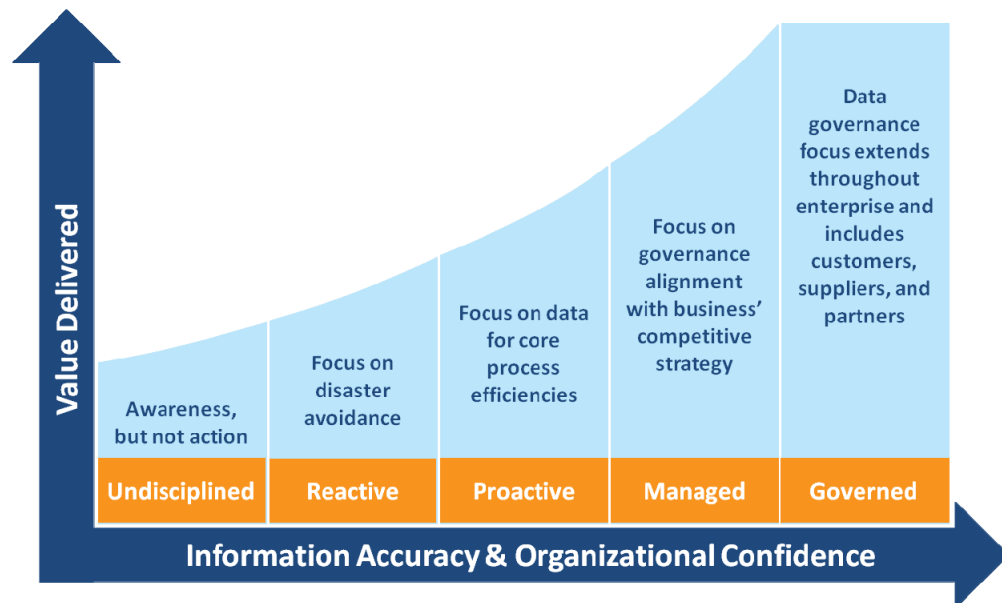 Value Delivered
Awareness,
but not action
Focus on
disaster
avoidance
Focus on data
for core
process
efficiencies
Focus on
governance
alignment
with business’
competitive
strategy
Data
governance
focus extends
throughout
enterprise and
includes
customers,
suppliers, and
partners
Undisciplined
Reactive
Proactive
Managed
Governed
Information Accuracy & Organizational Confidence